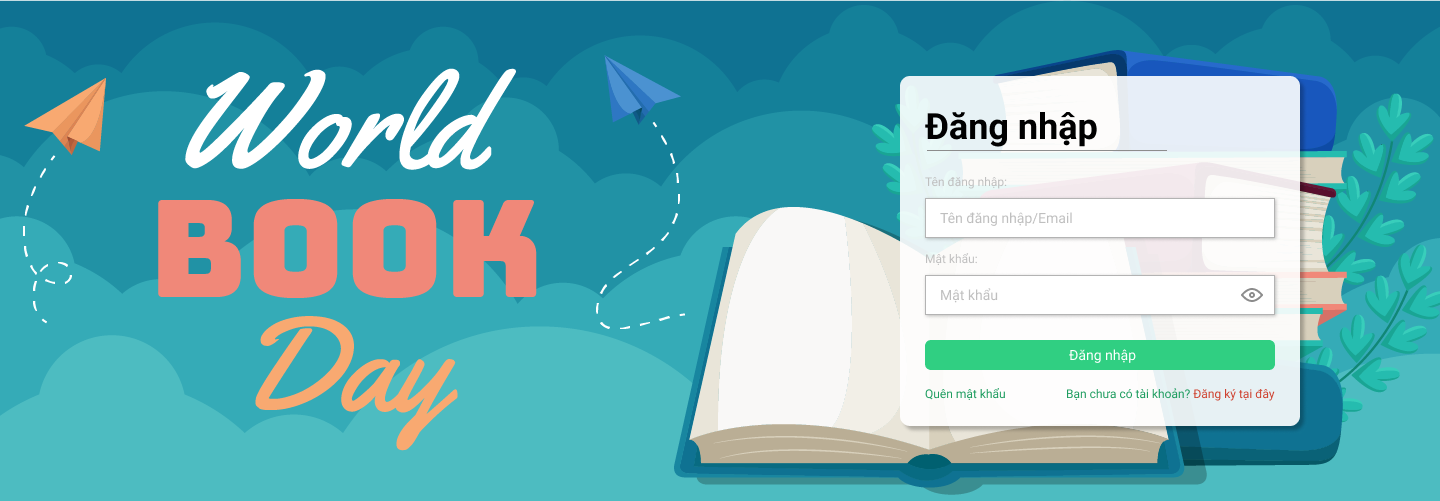 World
BOOK
Day
Đăng nhập
Tên đăng nhập:
Tên đăng nhập/Email
Mật khẩu:
Mật khẩu
Đăng nhập
Quên mật khẩu
Bạn chưa có tài khoản? Đăng ký tại đây